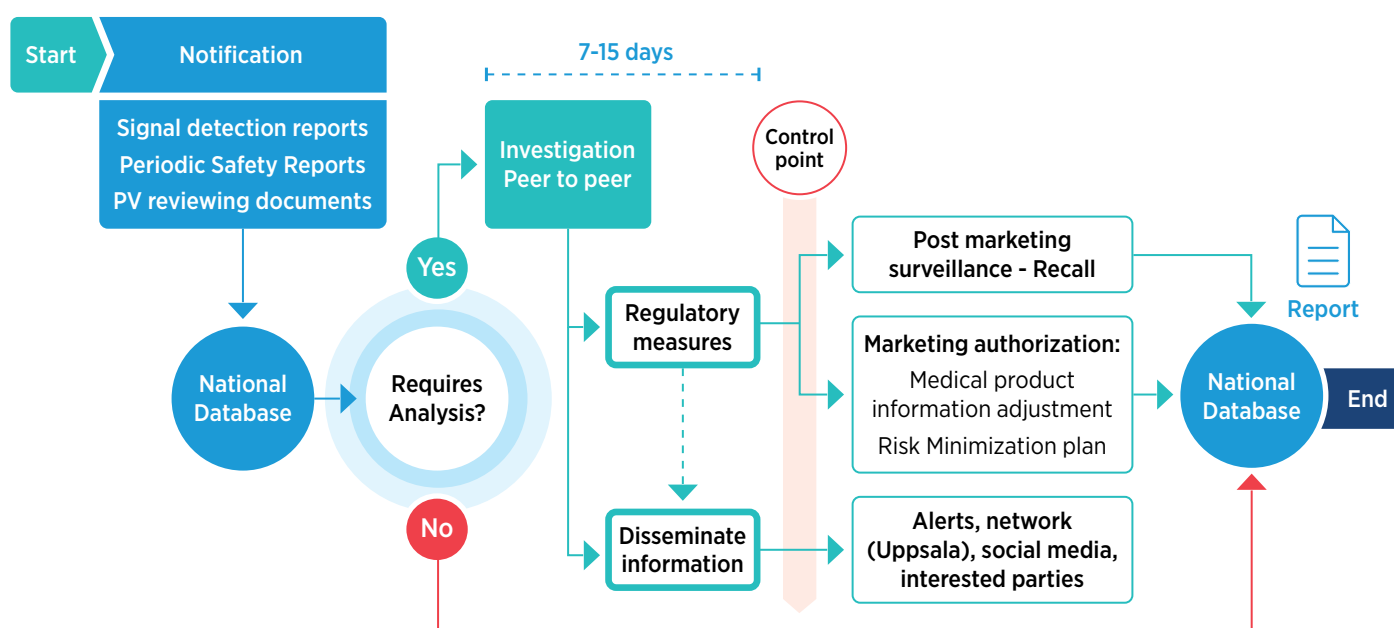 Start
Notification
Signal detection reports
Periodic Safety Reports
PV reviewing documents
National
Database
Requires
Analysis?
Yes
No
7-15 days
Investigation
Peer to peer
Regulatory
measures
Disseminate
information
Control
point
Post marketing
surveillance - Recall
Marketing authorization:
Medical product
information adjustment
Risk Minimization plan
Alerts, network
(Uppsala), social media,
interested parties
Report
National
Database
End